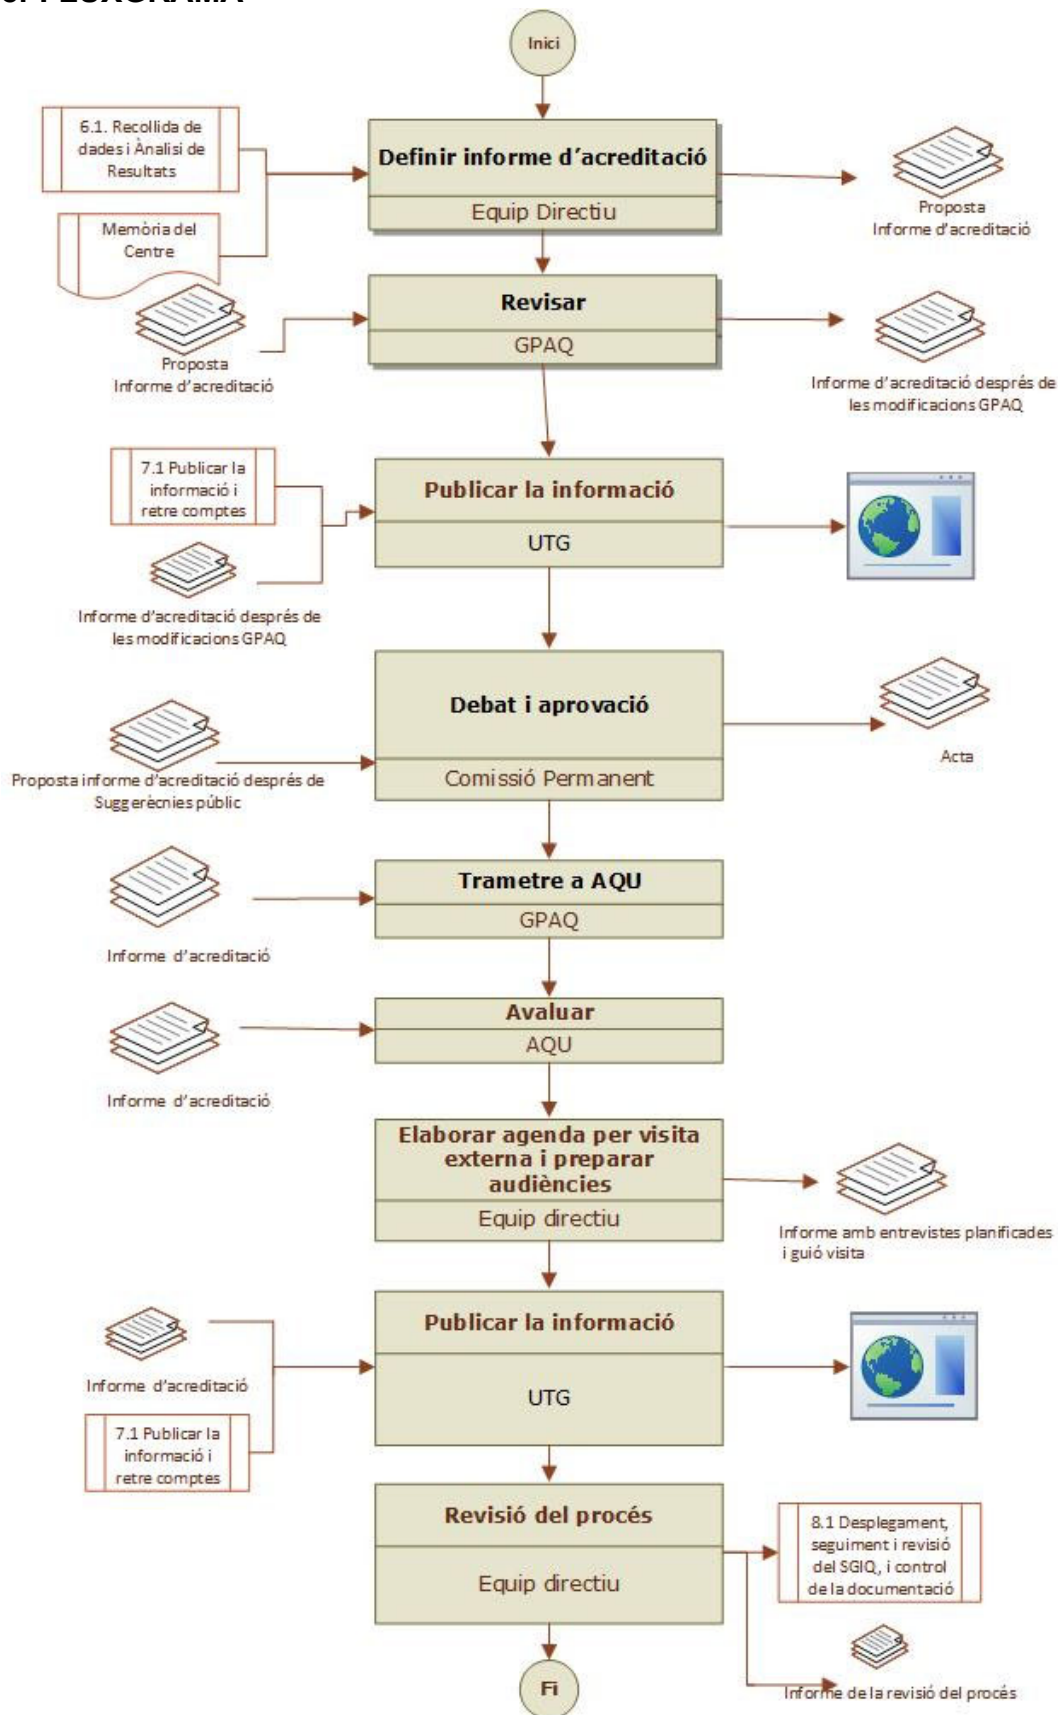 Inici
6.1. Recollida de
dades i Ànalisi de
Resultats
Definir informe d´acreditació
Equip Directiu
Proposta
Informe d'acreditació
Memòria del
Centre
Revisar
GPAQ
Proposta
Informe d'acreditació
Informe d'acreditació després de
les modificacions GPAQ
7.1 Publicar la
informació i
retre comptes
Publicar la informació
UTG
Informe d'acreditació després de
les modificacions GPAQ
Debat i aprovació
Comissió Permanent
Acta
Proposta informe d'acreditació després de
Suggerècnies públic
Trametre a AQU
GPAQ
Informe d'acreditació
Avaluar
AQU
Informe d'acreditació
Elaborar agenda per visita
externa i preparar
audiències
Equip directiu
Informe amb entrevistes planificades
i guió visita
Publicar la informació
UTG
Informe d'acreditació
7.1 Publicar la
informació i
retre comptes
Revisió del procés
Equip directiu
8.1 Desplegament,
seguiment i revisió
del SGIQ, i control
de la documentació
Informe de la revisió del procés
Fi